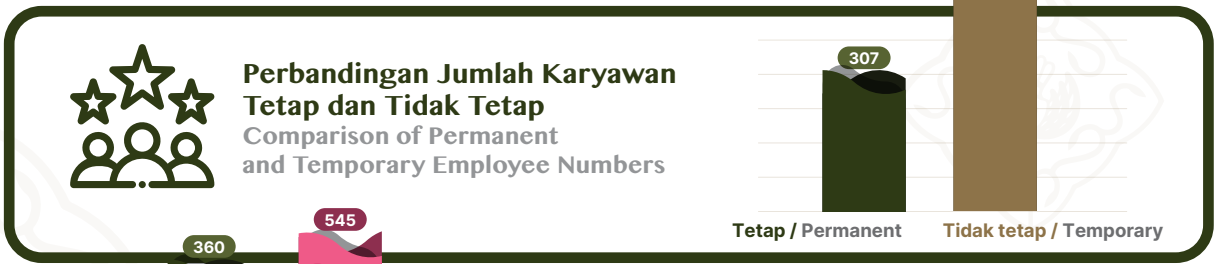 Perbandingan Jumlah Karyawan
Tetap dan Tidak Tetap
Comparison of Permanent
and Temporary Employee Numbers
307
Tetap / Permanent
Tidak tetap / Temporary
545
360